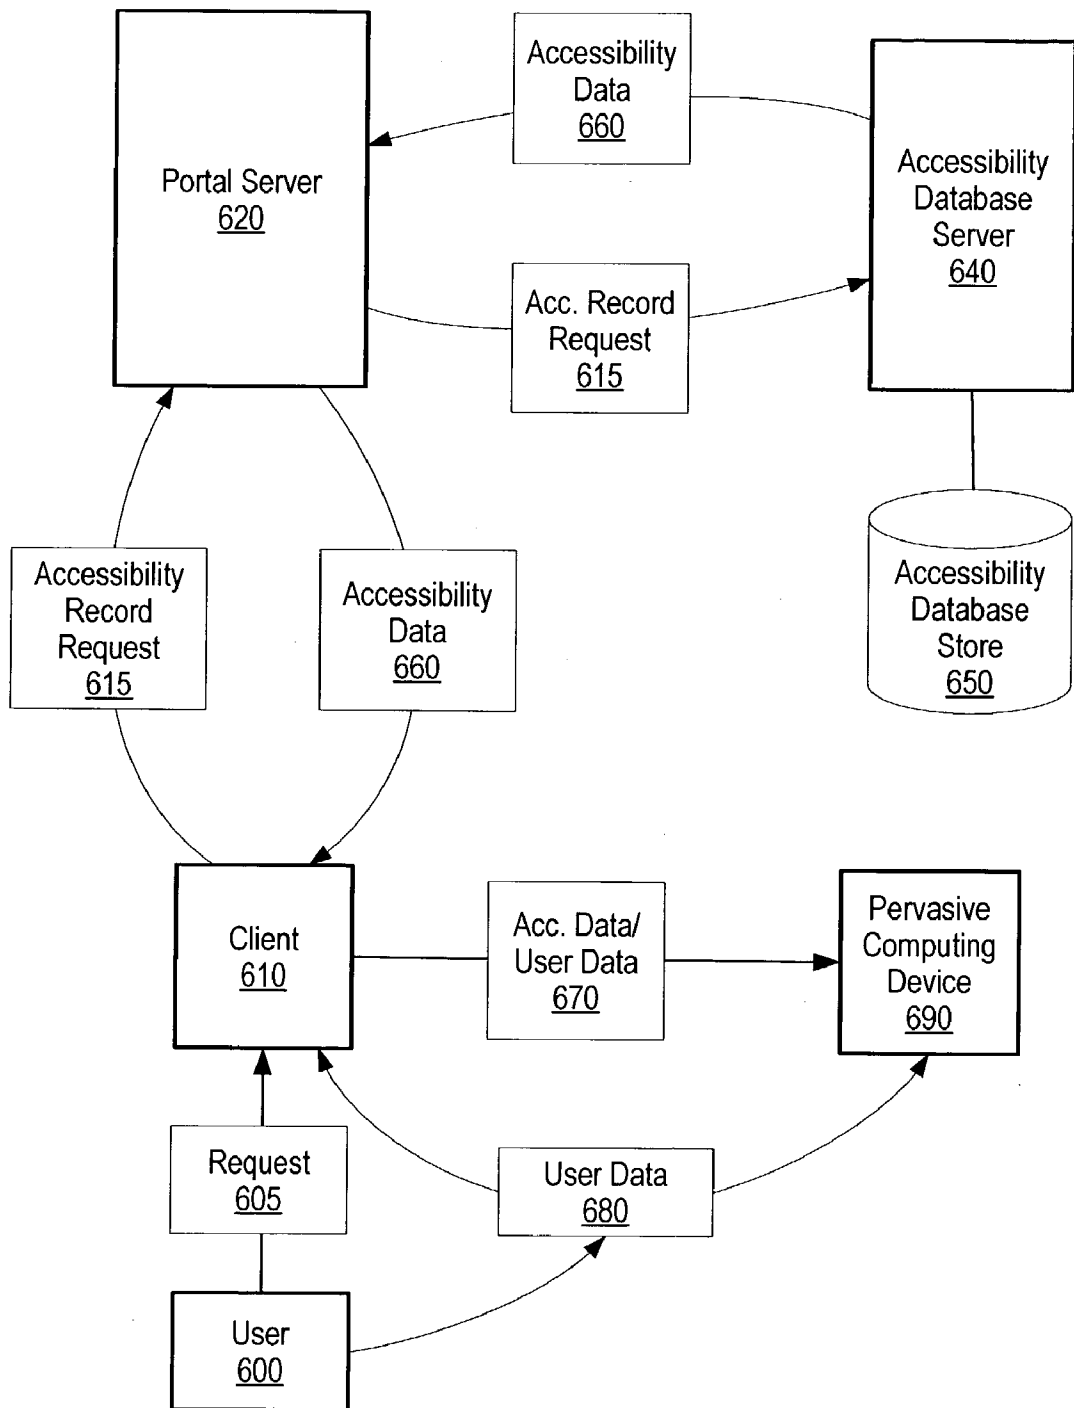 Accessibility
Data
660
Portal Server
620
Accessibility
Database
Server
640
Acc. Record
Request
615
Accessibility
Record
Request
615
Accessibility
Data
660
Accessibility
Database
Store
650
Client
610
Acc. Data/
User Data
670
Pervasive
Computing
Device
690
Request
605
User Data
680
User
600